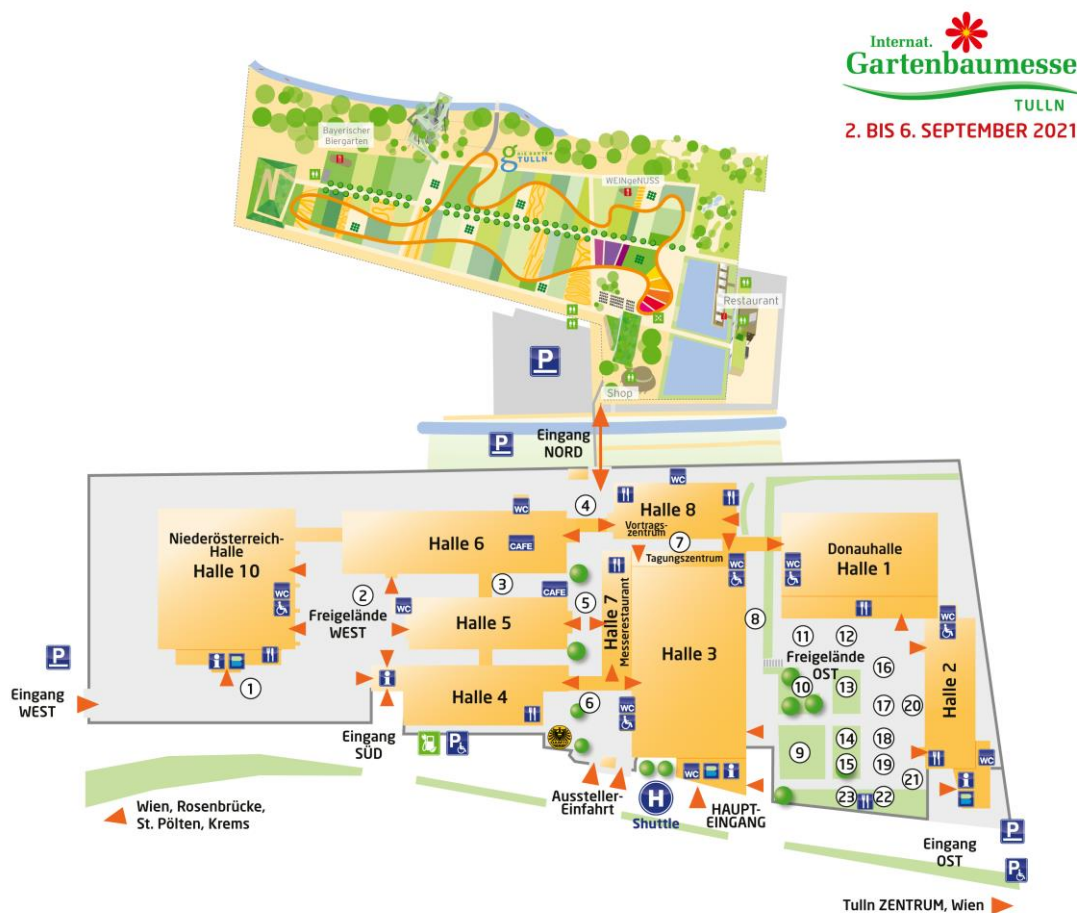 Internat.
Gartenbaumesse
TULLN
2. BIS 6. SEPTEMBER 2021
Bayerischer
Biergarten
DIE GARTEN
TULLN
WEINgeNUSS
Restaurant
P
Shop
P
Eingang
NORD
WC
4
Halle 8
Vortrags-
zentrum
7
Tagungszentrum
WC
Niederösterreich-
Halle
Halle 10
Halle 6
CAFE
Donauhalle
Halle 1
WC
WC
WC
2
Freigelände
WEST
WC
3
CAFE
Halle 5
5
Halle 7
Messerestaurant
Halle 3
8
WC
11
12
Freigelände
OST
16
10
13
17
20
Halle 2
P
Eingang
WEST
i
1
i
Halle 4
6
WC
9
14
18
15
19
21
WC
i
23
22
Eingang
SÜD
P
Aussteller-
Einfahrt
H
Shuttle
WC
i
HAUPT-
EINGANG
Wien, Rosenbrücke,
St. Pölten, Krems
Eingang
OST
P
P
Tulln ZENTRUM, Wien